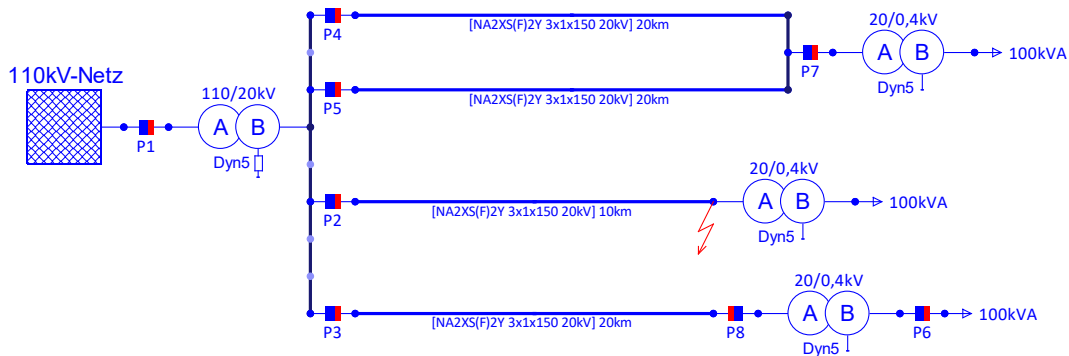 P4
[NA2XS(F)2Y 3x1x150 20kV] 20km
20/0,4kV
A B
100kVA
P7
Dyn5
110kV-Netz
110/20kV
P5
[NA2XS(F)2Y 3x1x150 20kV] 20km
A B
P1
Dyn5
20/0,4kV
A B
100kVA
P2
[NA2XS(F)2Y 3x1x150 20kV] 10km
Dyn5
20/0,4kV
A B
100kVA
P3
[NA2XS(F)2Y 3x1x150 20kV] 20km
P8
P6
Dyn5